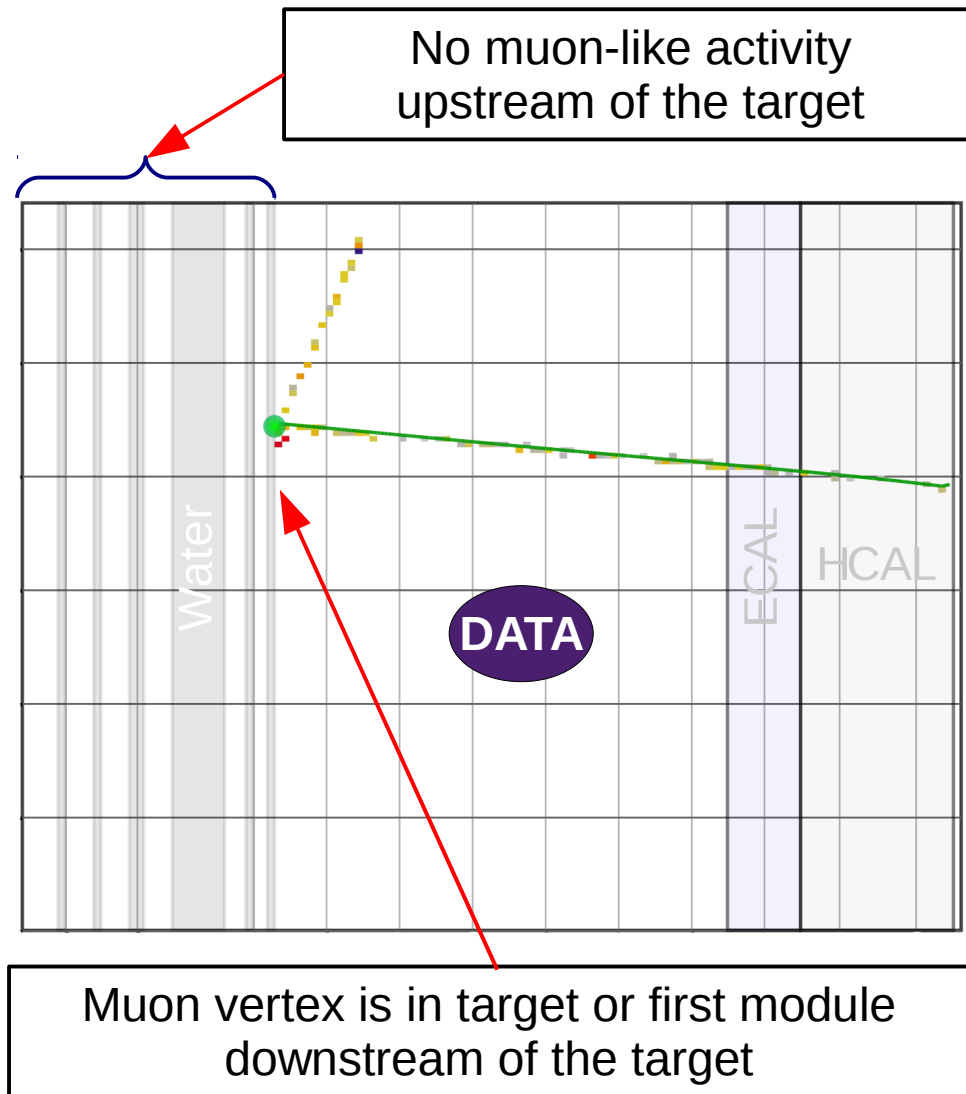 No muon-like activity
upstream of the target
Water
ECAL
HCAL
DATA
Muon vertex is in target or first module
downstream of the target